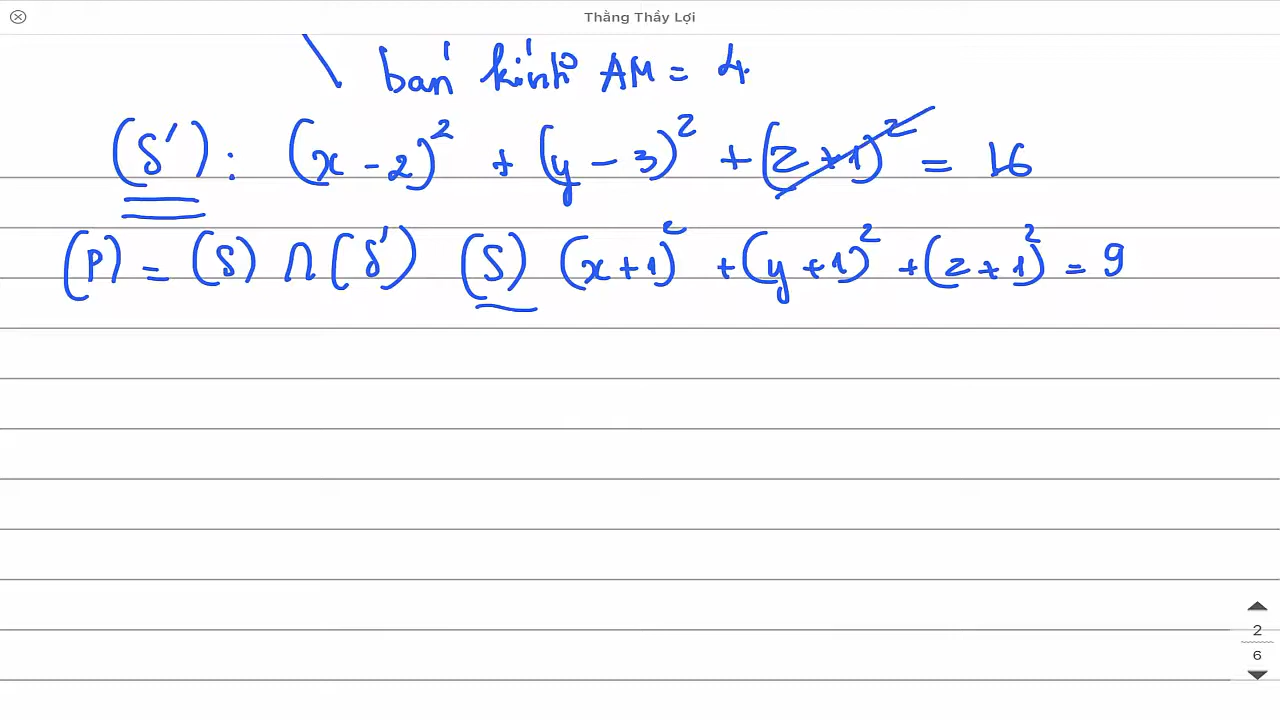 Thằng Thầy Lợi
bán kính AM = 4.
(S'): (x - 2)² + (y - 3)² + (z + 1)² = 16
(P) = (S) ∩ (S') (S) (x + 1)² + (y + 1)² + (z + 1)² = 9
2
6